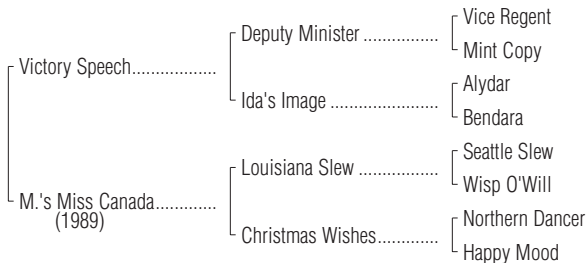 Vice Regent
Deputy Minister ..................
Mint Copy
Victory Speech...................
Alydar
Ida's Image .........................
Bendara
Seattle Slew
Louisiana Slew ...................
Wisp O'Will
M.'s Miss Canada..............
(1989)
Northern Dancer
Christmas Wishes..............
Happy Mood